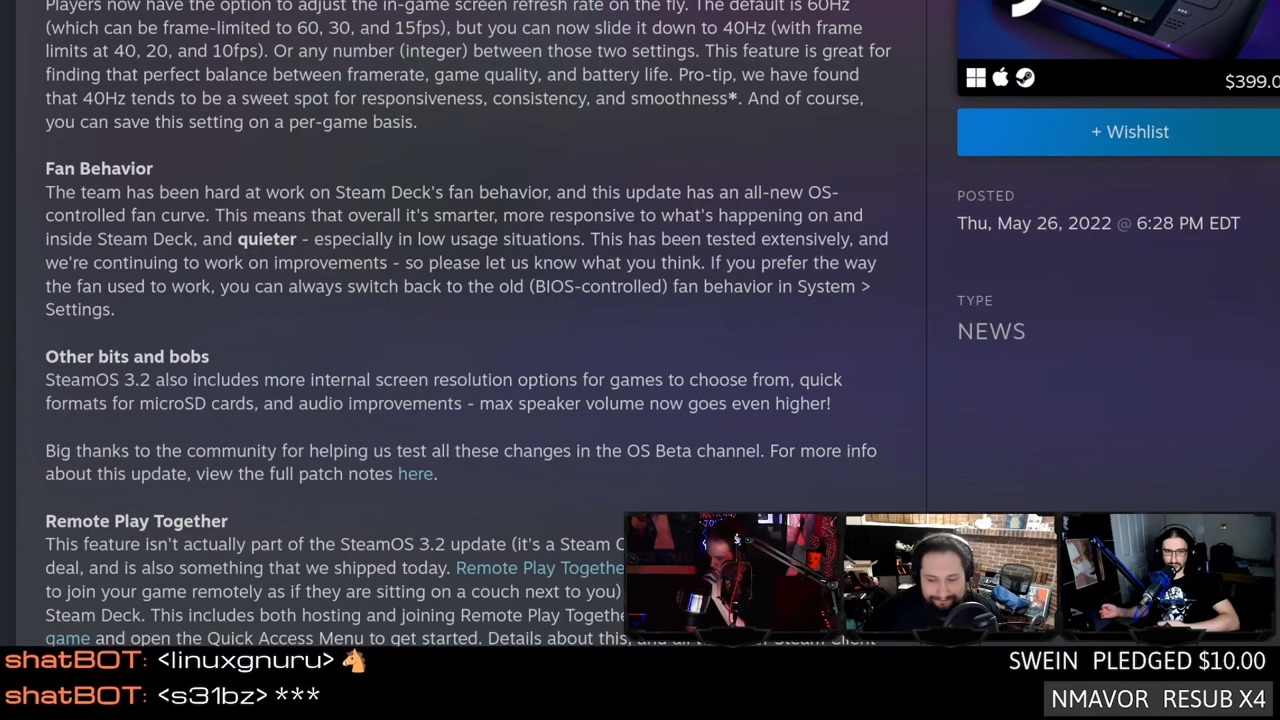 Players now have the option to adjust the in-game screen refresh rate on the fly. The default is 60Hz
(which can be frame-limited to 60, 30, and 15fps), but you can now slide it down to 40Hz (with frame
limits at 40, 20, and 10fps). Or any number (integer) between those two settings. This feature is great for
finding that perfect balance between framerate, game quality, and battery life. Pro-tip, we have found
that 40Hz tends to be a sweet spot for responsiveness, consistency, and smoothness*. And of course,
you can save this setting on a per-game basis.
Fan Behavior
The team has been hard at work on Steam Deck's fan behavior, and this update has an all-new OS-
controlled fan curve. This means that overall it's smarter, more responsive to what's happening on and
inside Steam Deck, and quieter - especially in low usage situations. This has been tested extensively, and
we're continuing to work on improvements - so please let us know what you think. If you prefer the way
the fan used to work, you can always switch back to the old (BIOS-controlled) fan behavior in System >
Settings.
Other bits and bobs
SteamOS 3.2 also includes more internal screen resolution options for games to choose from, quick
formats for microSD cards, and audio improvements - max speaker volume now goes even higher!
Big thanks to the community for helping us test all these changes in the OS Beta channel. For more info
about this update, view the full patch notes here.
Remote Play Together
This feature isn't actually part of the SteamOS 3.2 update (it's a Steam C
deal, and is also something that we shipped today. Remote Play Togethe
to join your game remotely as if they are sitting on a couch next to you)
Steam Deck. This includes both hosting and joining Remote Play Togethe
game and open the Quick Access Menu to get started. Details about this, and
$399.0
+ Wishlist
POSTED
Thu, May 26, 2022 @ 6:28 PM EDT
TYPE
NEWS
shatBOT: <linuxgnuru> 🐴
shatBOT: <s31bz> ***
SWEIN PLEDGED $10.00
NMAVOR RESUB X4